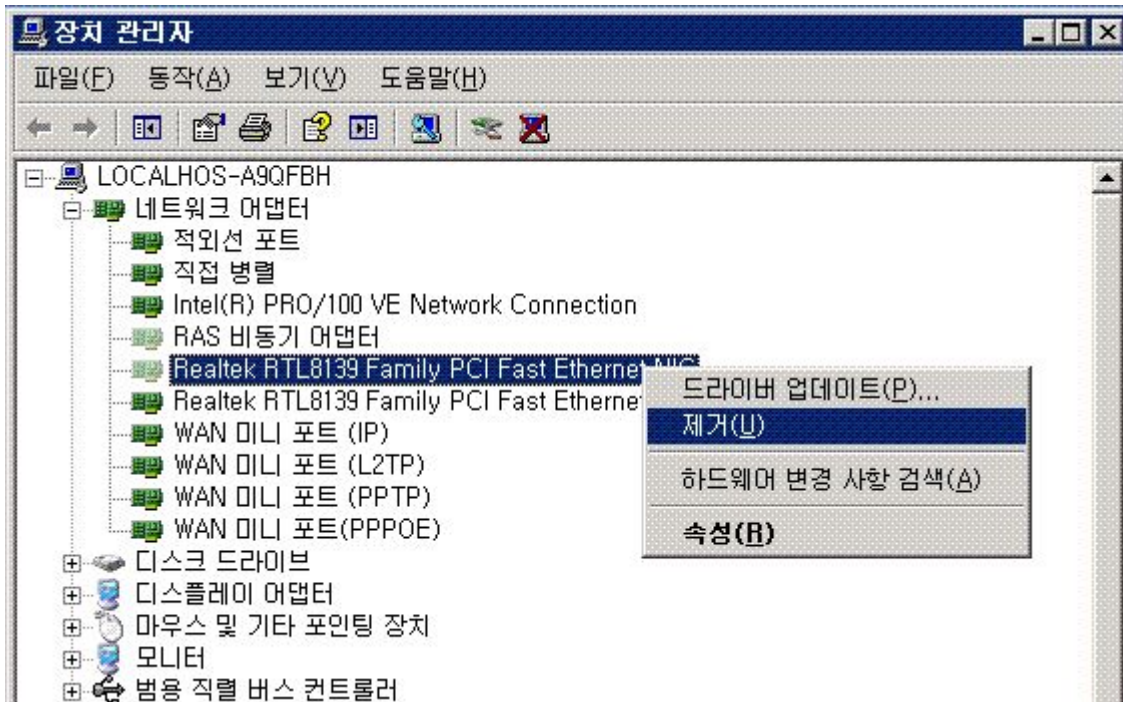 장치 관리자
파일(F) 동작(A) 보기(V) 도움말(H)
LOCALHOS-A9QFBH
네트워크 어댑터
적외선 포트
직접 병렬
Intel(R) PRO/100 VE Network Connection
RAS 비동기 어댑터
Realtek RTL8139 Family PCI Fast Ethernet NIC
Realtek RTL8139 Family PCI Fast Etherne
WAN 미니 포트 (IP)
WAN 미니 포트 (L2TP)
WAN 미니 포트 (PPTP)
WAN 미니 포트(PPPOE)
디스크 드라이브
디스플레이 어댑터
마우스 및 기타 포인팅 장치
모니터
범용 직렬 버스 컨트롤러
드라이버 업데이트(P)...
제거(U)
하드웨어 변경 사항 검색(A)
속성(R)